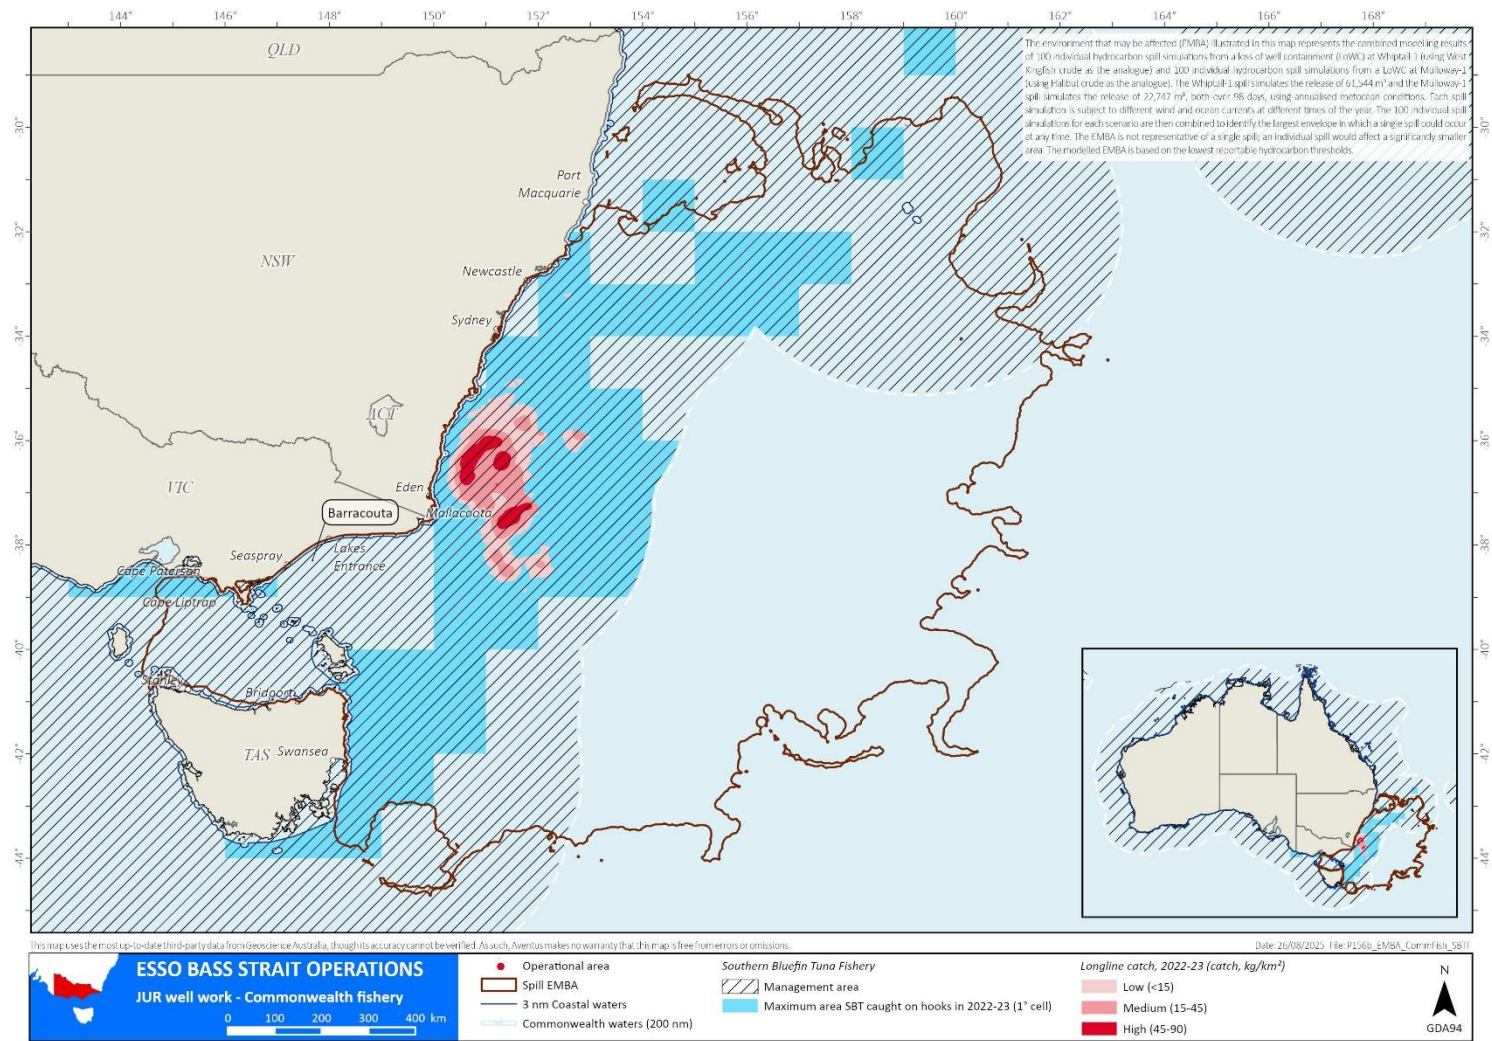 144° 146° 148° 150° 152° 154° 156° 158° 160° 162° 164° 166° 168°
QLD
The environment that may be affected (EMBA) illustrated in this map represents the combined modelling results
of 100 individual hydrocarbon spill simulations from a loss of well containment (LoWC) at Whiptail-1 (using West
Kingfish crude as the analogue) and 100 individual hydrocarbon spill simulations from a LoWC at Mulloway-1
(using Halibut crude as the analogue). The Whiptail-1 spill simulates the release of 61,544 m³ and the Mulloway-1
spill simulates the release of 22,747 m³, both over 98 days, using annualised metocean conditions. Each spill
simulation is subject to different wind and ocean currents at different times of the year. The 100 individual spill
simulations for each scenario are then combined to identify the largest envelope in which a single spill could occur
at any time. The EMBA is not representative of a single spill; an individual spill would affect a significantly smaller
area. The modelled EMBA is based on the lowest reportable hydrocarbon thresholds.
-30° -30°
Port
Macquarie
-32° -32°
NSW
Newcastle
Sydney
-34° -34°
ACT
-36° -36°
VIC
Eden
Barracouta
Mallacoota
-38° -38°
Seaspray
Lakes
Entrance
Cape Paterson
Cape Liptrap
-40° -40°
Stanley
Bridport
-42° -42°
TAS
Swansea
-44° -44°
This map uses the most up-to-date third-party data from Geoscience Australia, though its accuracy cannot be verified. As such, Aventus makes no warranty that this map is free from errors or omissions.
Date: 26/08/2025 File: P156b_EMBA_CommFish_SBTF
ESSO BASS STRAIT OPERATIONS
JUR well work - Commonwealth fishery
0 100 200 300 400 km
Operational area
Spill EMBA
3 nm Coastal waters
Commonwealth waters (200 nm)
Southern Bluefin Tuna Fishery
Management area
Maximum area SBT caught on hooks in 2022-23 (1° cell)
Longline catch, 2022-23 (catch, kg/km²)
Low (<15)
Medium (15-45)
High (45-90)
N
GDA94